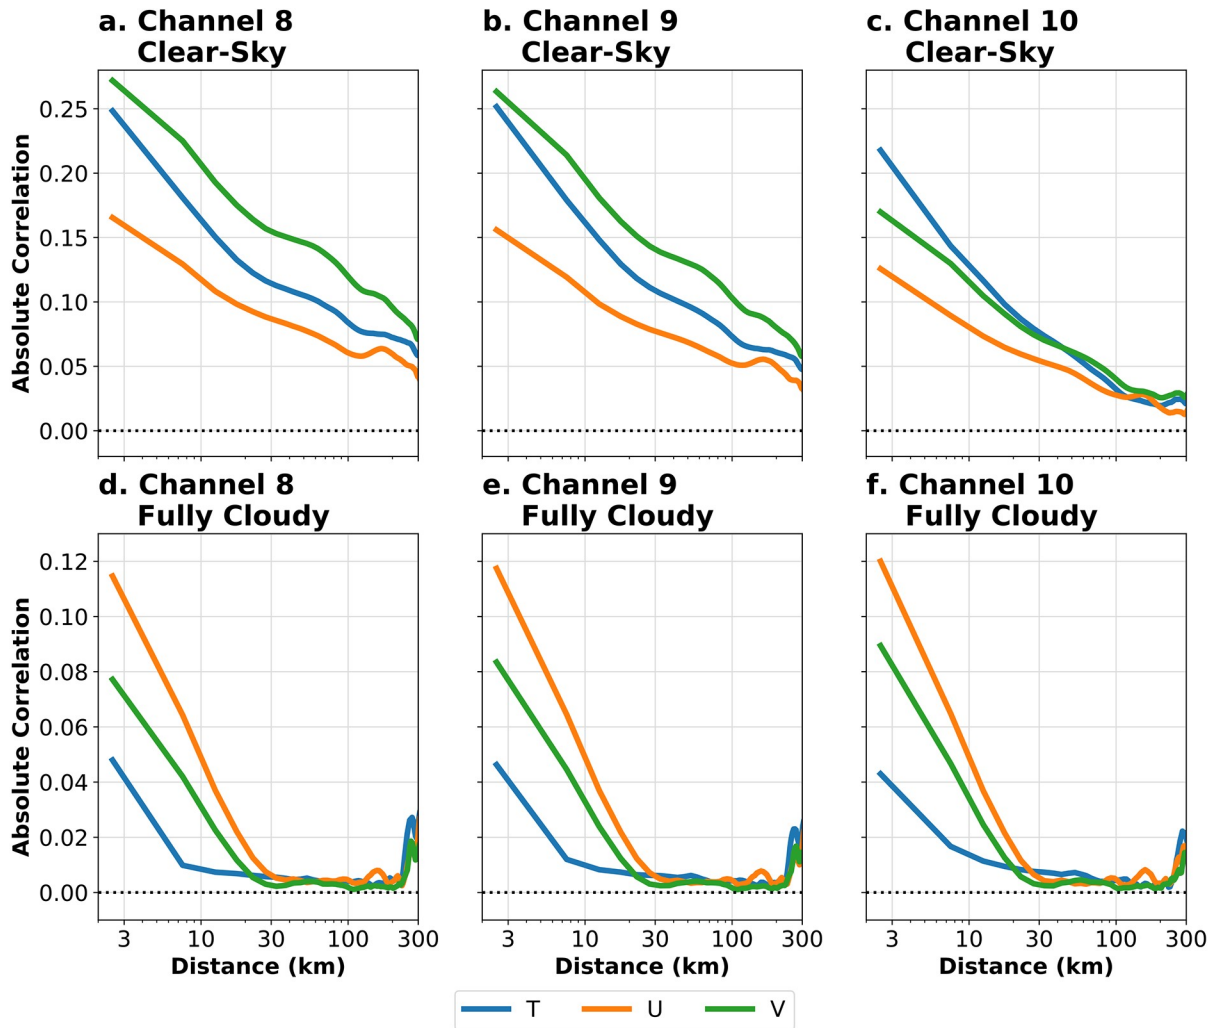 a. Channel 8
Clear-Sky
b. Channel 9
Clear-Sky
c. Channel 10
Clear-Sky
Absolute Correlation
0.25
0.20
0.15
0.10
0.05
0.00
d. Channel 8
Fully Cloudy
e. Channel 9
Fully Cloudy
f. Channel 10
Fully Cloudy
Absolute Correlation
0.12
0.10
0.08
0.06
0.04
0.02
0.00
3 10 30 100 300
3 10 30 100 300
3 10 30 100 300
Distance (km)
Distance (km)
Distance (km)
T U V